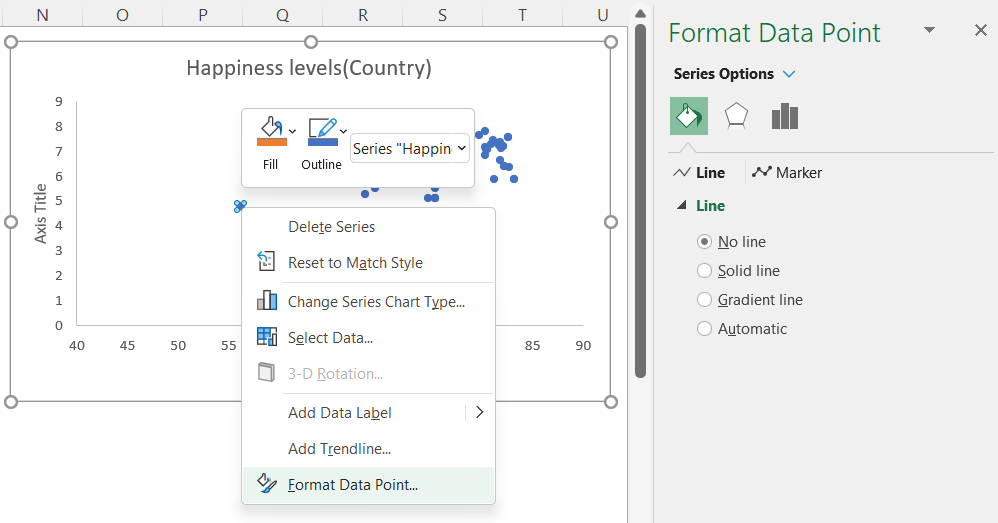 N O P Q R S T U
Format Data Point
Series Options
Happiness levels(Country)
9
8
7
6
5
4
3
2
1
0
Axis Title
40 45 50 55 85 90
Fill
Outline
Series "Happin
Delete Series
Reset to Match Style
Change Series Chart Type...
Select Data...
3-D Rotation...
Add Data Label
Add Trendline...
Format Data Point...
Line Marker
Line
No line
Solid line
Gradient line
Automatic